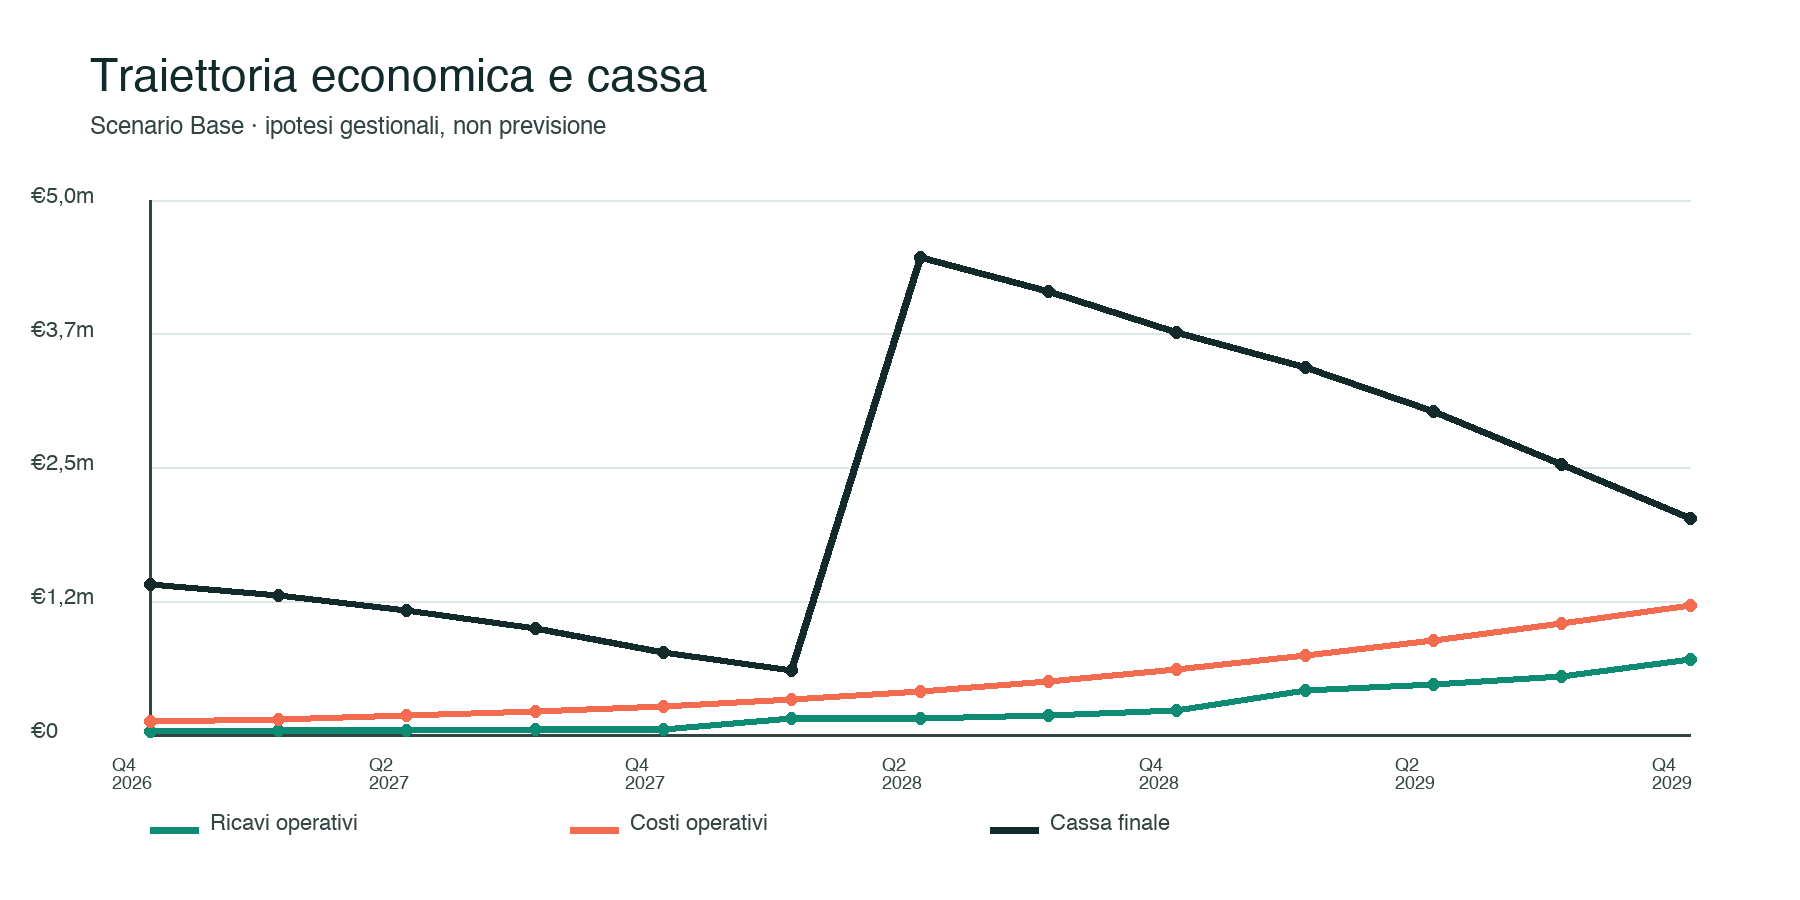 Traiettoria economica e cassa
Scenario Base · ipotesi gestionali, non previsione
€5,0m
€3,7m
€2,5m
€1,2m
€0
Q4 Q2 Q4 Q2 Q4 Q2 Q4
2026 2027 2027 2028 2028 2029 2029
Ricavi operativi Costi operativi Cassa finale